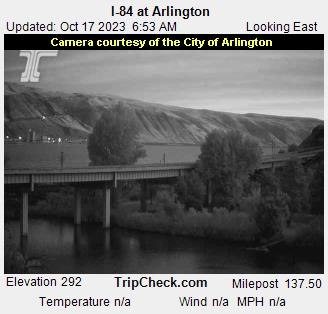 I-84 at Arlington
Updated: Oct 17 2023 6:53 AM Looking East
Camera courtesy of the City of Arlington
Elevation 292 TripCheck.com Milepost 137.50
Temperature n/a Wind n/a MPH n/a